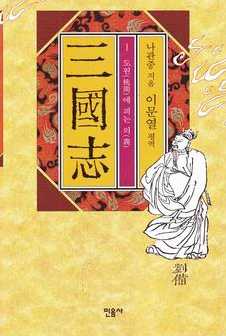 三國志
1 도원(桃園)에 피는 의(義)
나관중 지음
이문열 평역
劉備
민음사